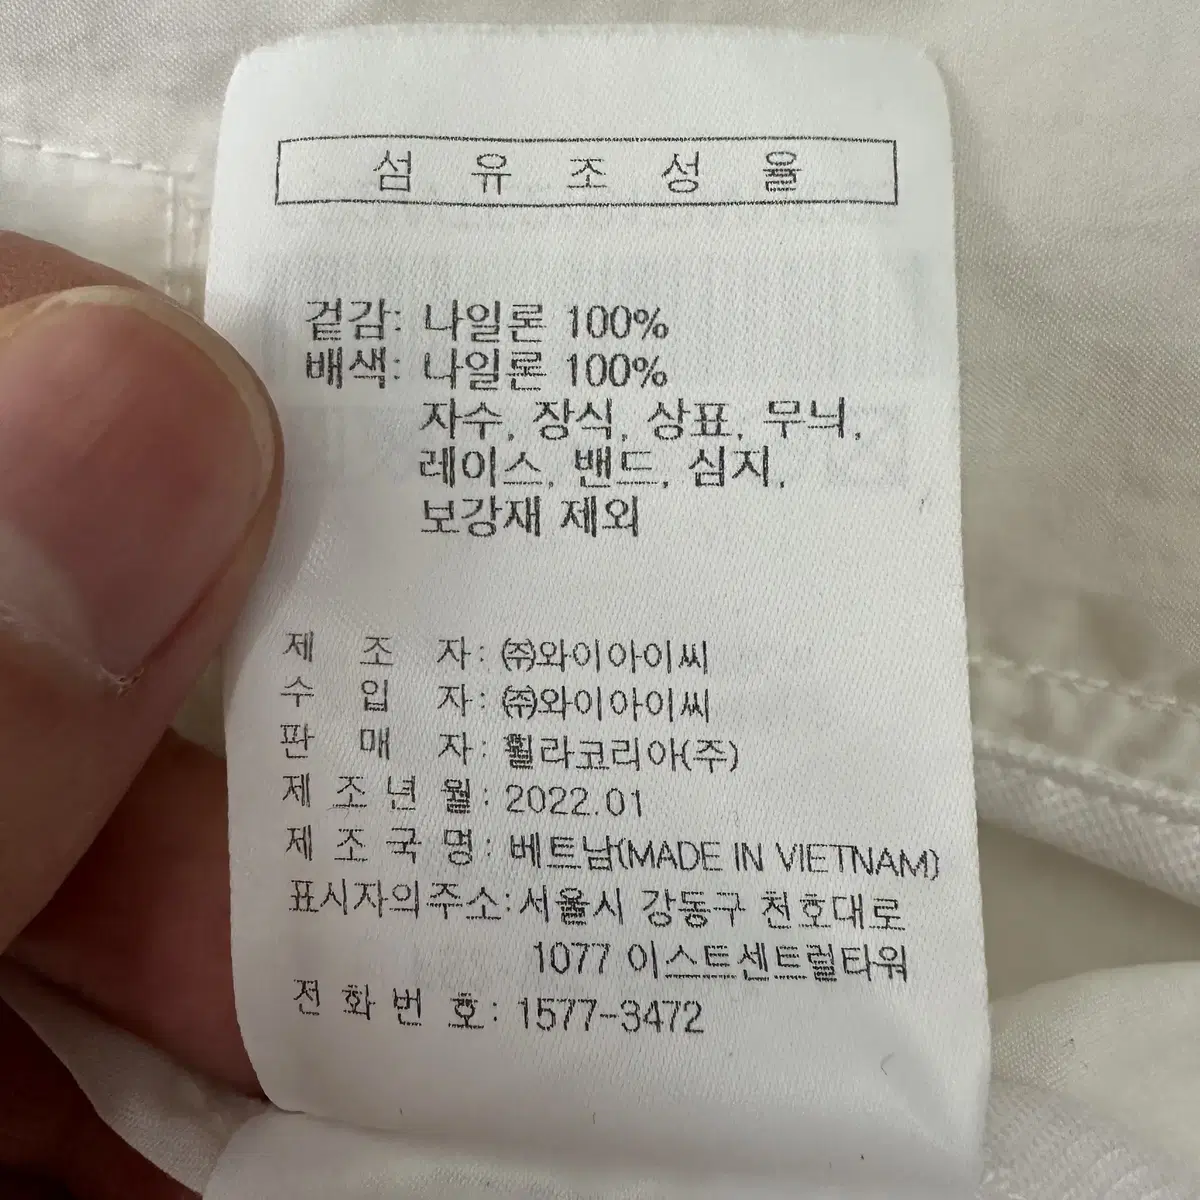 섬 유 조 성 율
겉감: 나일론 100%
배색: 나일론 100%
자수, 장식, 상표, 무늬,
레이스, 밴드, 심지,
보강재 제외
제 조 자: ㈜와이아이씨
수 입 자: ㈜와이아이씨
판 매 자: 휠라코리아(주)
제 조 년 월: 2022.01
제 조 국 명: 베트남(MADE IN VIETNAM)
표시자의주소:서울시 강동구 천호대로
1077 이스트센트럴타워
전 화 번 호: 1577-3472